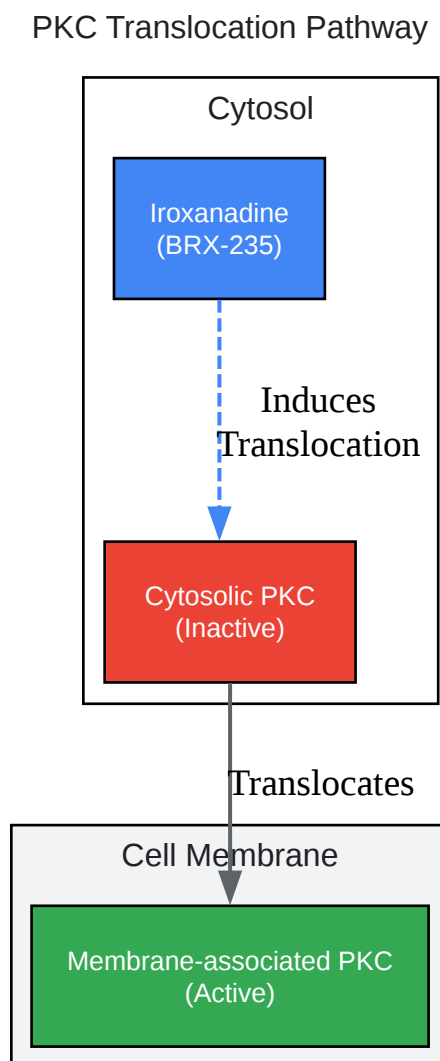 PKC Translocation Pathway
Cytosol
Iroxanadine
(BRX-235)
Induces
Translocation
Cytosolic PKC
(Inactive)
Translocates
Cell Membrane
Membrane-associated PKC
(Active)